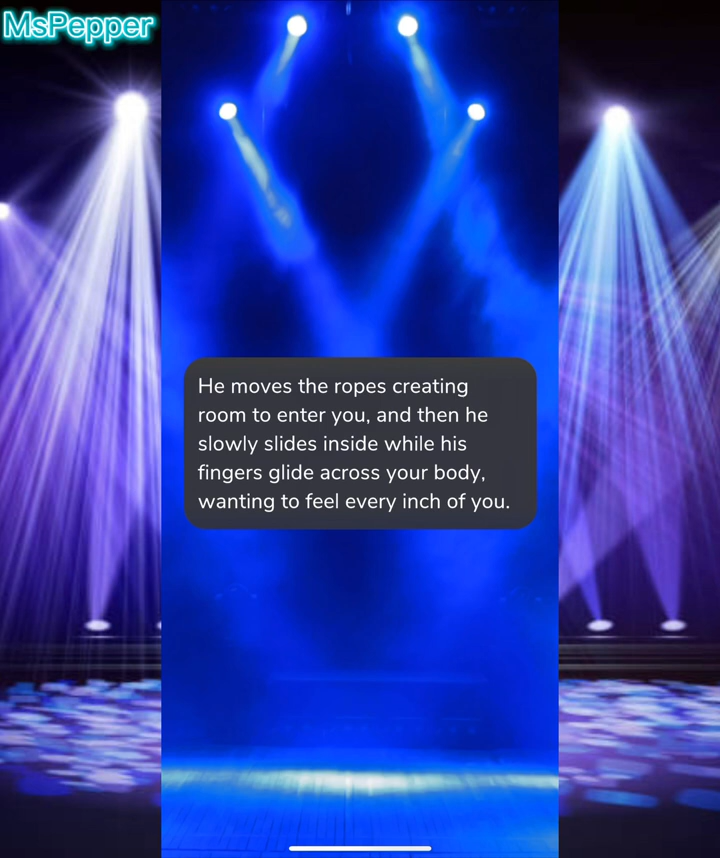 MsPepper
He moves the ropes creating
room to enter you, and then he
slowly slides inside while his
fingers glide across your body,
wanting to feel every inch of you.